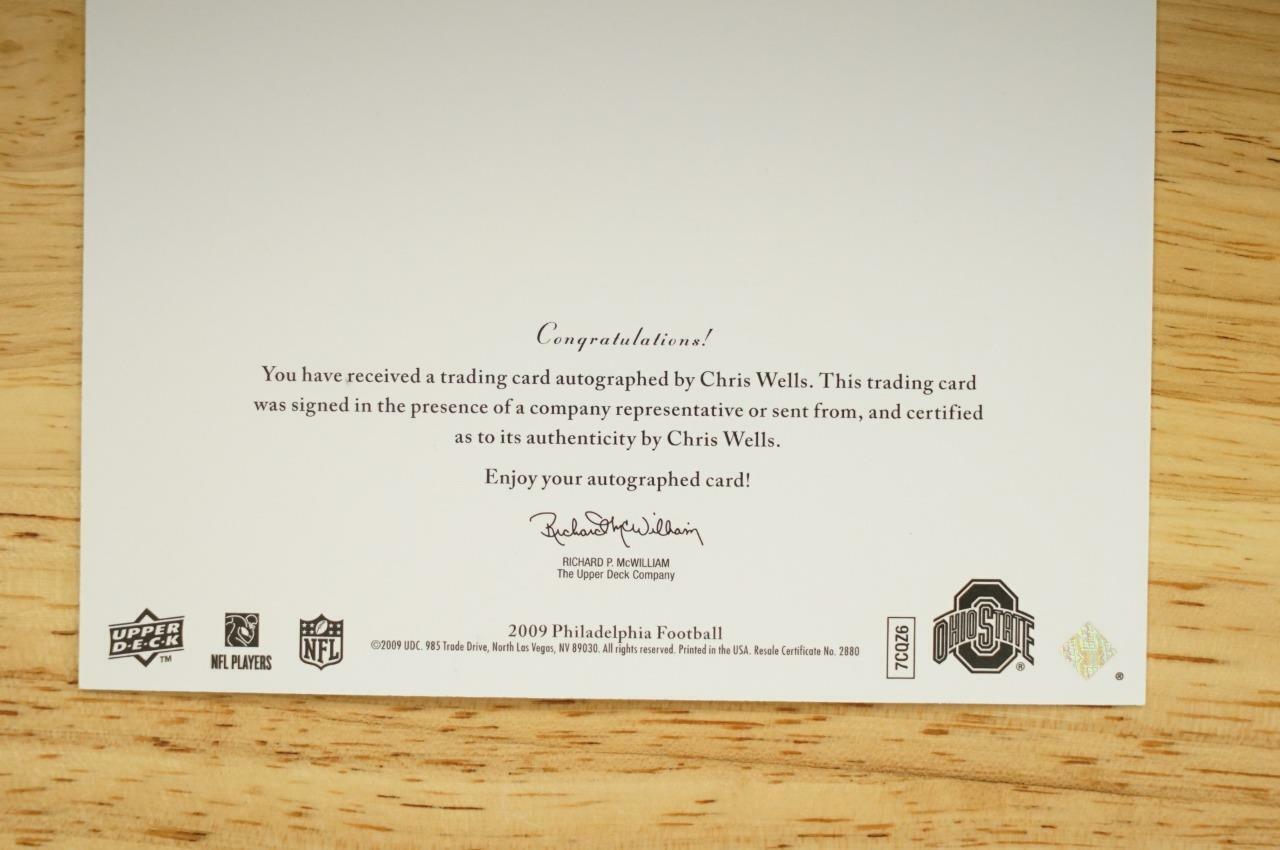 Congratulations!
You have received a trading card autographed by Chris Wells. This trading card
was signed in the presence of a company representative or sent from, and certified
as to its authenticity by Chris Wells.
Enjoy your autographed card!
Richard McWilliam
RICHARD P. McWILLIAM
The Upper Deck Company
UPPER
D·E·C·K
TM
NFL PLAYERS
NFL
2009 Philadelphia Football
©2009 UDC. 985 Trade Drive, North Las Vegas, NV 89030. All rights reserved. Printed in the USA. Resale Certificate No. 2880
7CQZ6
OHIO STATE
®
®